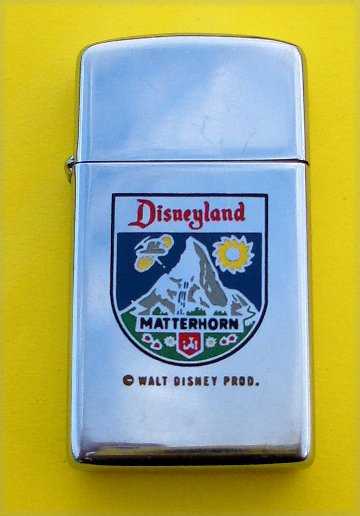 Disneyland
MATTERHORN
© WALT DISNEY PROD.